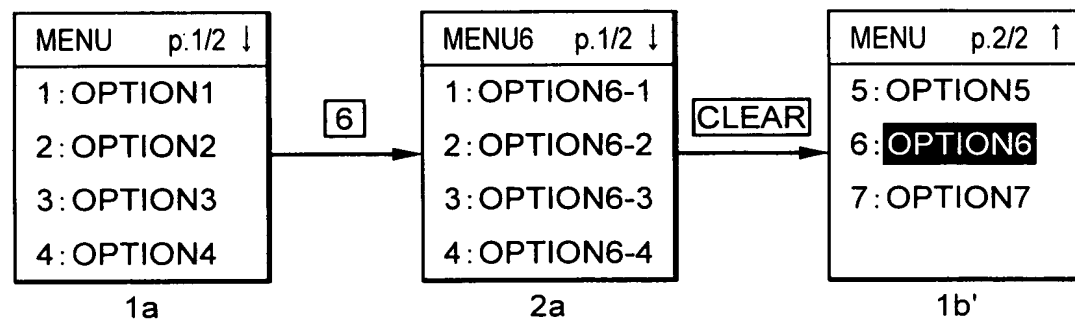 MENU p.1/2 ↓
1:OPTION1
2:OPTION2
3:OPTION3
4:OPTION4
1a
6
MENU6 p.1/2 ↓
1:OPTION6-1
2:OPTION6-2
3:OPTION6-3
4:OPTION6-4
2a
CLEAR
MENU p.2/2 ↑
5:OPTION5
6:OPTION6
7:OPTION7
1b'